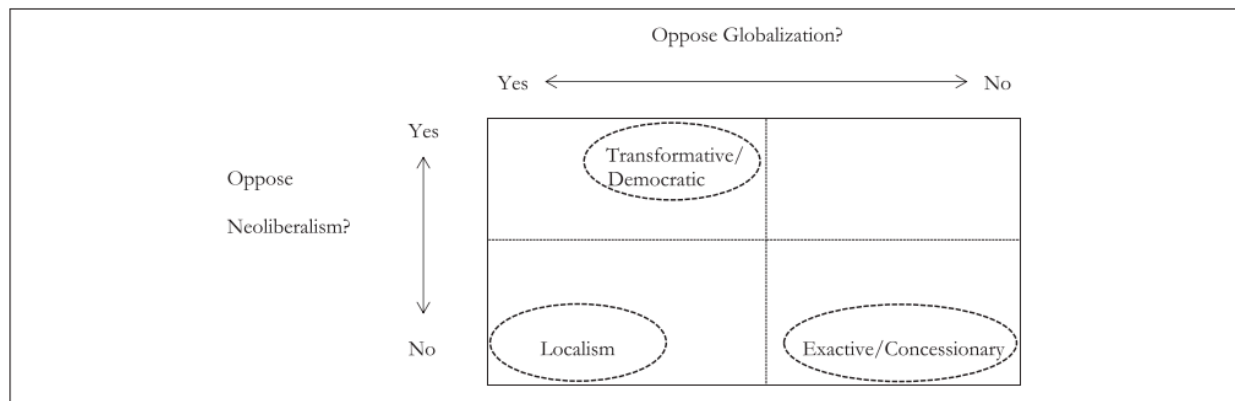 Oppose Globalization?
Yes
No
Yes
Oppose
Neoliberalism?
No
Transformative/
Democratic
Localism
Exactive/Concessionary